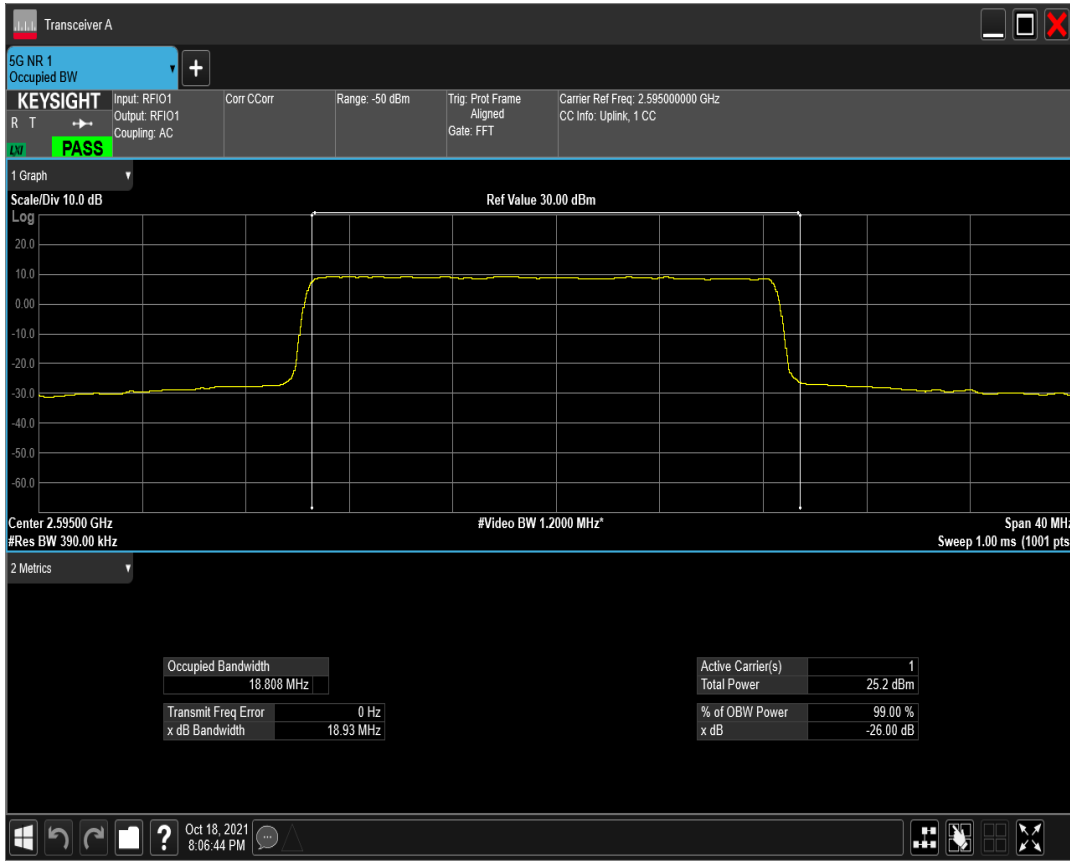 Transceiver A
5G NR 1
Occupied BW
KEYSIGHT
R T
LXI
PASS
Input: RFIO1
Output: RFIO1
Coupling: AC
Corr CCorr
Range: -50 dBm
Trig: Prot Frame
Aligned
Gate: FFT
Carrier Ref Freq: 2.595000000 GHz
CC Info: Uplink, 1 CC
1 Graph
Scale/Div 10.0 dB
Ref Value 30.00 dBm
Log
20.0
10.0
0.00
-10.0
-20.0
-30.0
-40.0
-50.0
-60.0
Center 2.59500 GHz
#Video BW 1.2000 MHz*
Span 40 MHz
#Res BW 390.00 kHz
Sweep 1.00 ms (1001 pts
2 Metrics
Occupied Bandwidth
18.808 MHz
Transmit Freq Error 0 Hz
x dB Bandwidth 18.93 MHz
Active Carrier(s) 1
Total Power 25.2 dBm
% of OBW Power 99.00 %
x dB -26.00 dB
?
Oct 18, 2021
8:06:44 PM